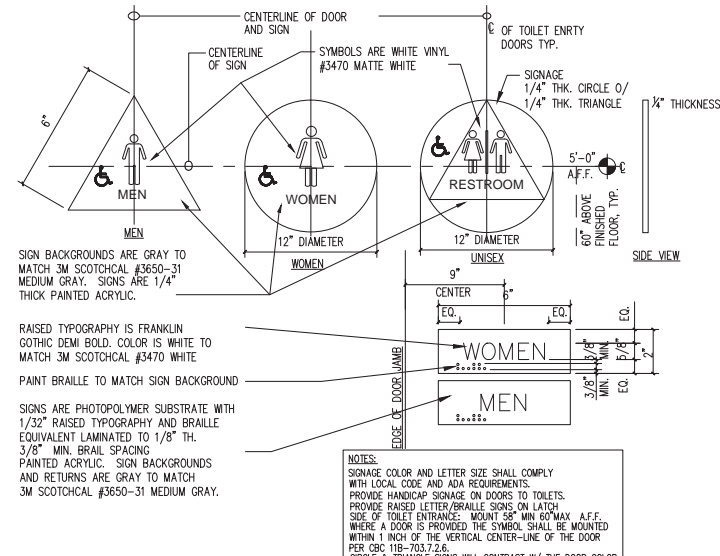 CENTERLINE OF DOOR
AND SIGN
℄ OF TOILET ENRTY
DOORS TYP.
CENTERLINE
OF SIGN
SYMBOLS ARE WHITE VINYL
#3470 MATTE WHITE
SIGNAGE
1/4" THK. CIRCLE O/
1/4" THK. TRIANGLE
¼" THICKNESS
6"
MEN
WOMEN
RESTROOM
5'-0"
A.F.F.
℄
60" ABOVE
FINISHED
FLOOR, TYP.
MEN
12" DIAMETER
WOMEN
12" DIAMETER
UNISEX
SIDE VIEW
SIGN BACKGROUNDS ARE GRAY TO
MATCH 3M SCOTCHCAL #3650-31
MEDIUM GRAY. SIGNS ARE 1/4"
THICK PAINTED ACRYLIC.
9"
CENTER
6"
EQ.
EQ.
EQ.
RAISED TYPOGRAPHY IS FRANKLIN
GOTHIC DEMI BOLD. COLOR IS WHITE TO
MATCH 3M SCOTCHCAL #3470 WHITE
WOMEN
3/8"
MIN.
5/8"
2"
PAINT BRAILLE TO MATCH SIGN BACKGROUND
3/8"
MIN.
EQ.
EDGE OF DOOR JAMB
MEN
SIGNS ARE PHOTOPOLYMER SUBSTRATE WITH
1/32" RAISED TYPOGRAPHY AND BRAILLE
EQUIVALENT LAMINATED TO 1/8" TH.
3/8" MIN. BRAIL SPACING
PAINTED ACRYLIC. SIGN BACKGROUNDS
AND RETURNS ARE GRAY TO MATCH
3M SCOTCHCAL #3650-31 MEDIUM GRAY.
NOTES:
SIGNAGE COLOR AND LETTER SIZE SHALL COMPLY
WITH LOCAL CODE AND ADA REQUIREMENTS.
PROVIDE HANDICAP SIGNAGE ON DOORS TO TOILETS.
PROVIDE RAISED LETTER/BRAILLE SIGNS ON LATCH
SIDE OF TOILET ENTRANCE: MOUNT 58" MIN 60"MAX A.F.F.
WHERE A DOOR IS PROVIDED THE SYMBOL SHALL BE MOUNTED
WITHIN 1 INCH OF THE VERTICAL CENTER-LINE OF THE DOOR
PER CBC 11B-703.7.2.6.
CIRCLE & TRIANGLE SIGNS WILL CONTRACT W/ THE DOOR COLOR